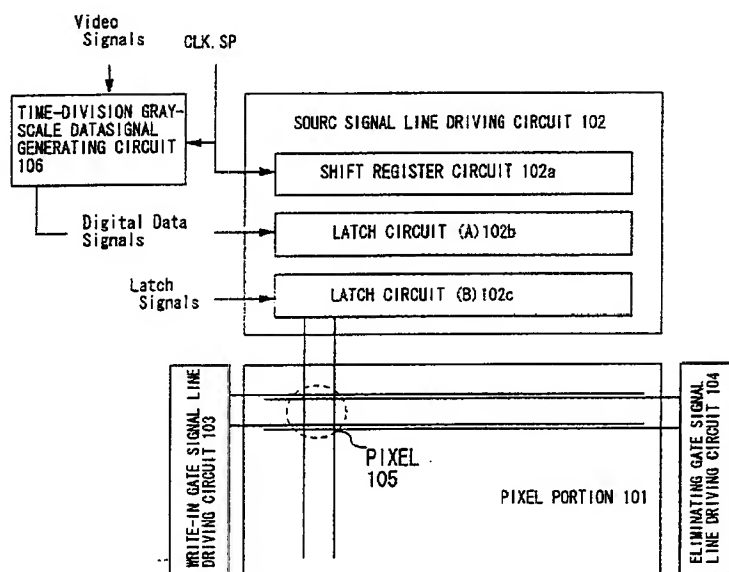 Video
Signals
CLK.SP
TIME-DIVISION GRAY-
SCALE DATASIGNAL
GENERATING CIRCUIT
106
SOURC SIGNAL LINE DRIVING CIRCUIT 102
SHIFT REGISTER CIRCUIT 102a
Digital Data
Signals
LATCH CIRCUIT (A)102b
Latch
Signals
LATCH CIRCUIT (B)102c
WRITE-IN GATE SIGNAL LINE
DRIVING CIRCUIT 103
PIXEL
105
PIXEL PORTION 101
ELIMINATING GATE SIGNAL
LINE DRIVING CIRCUIT 104